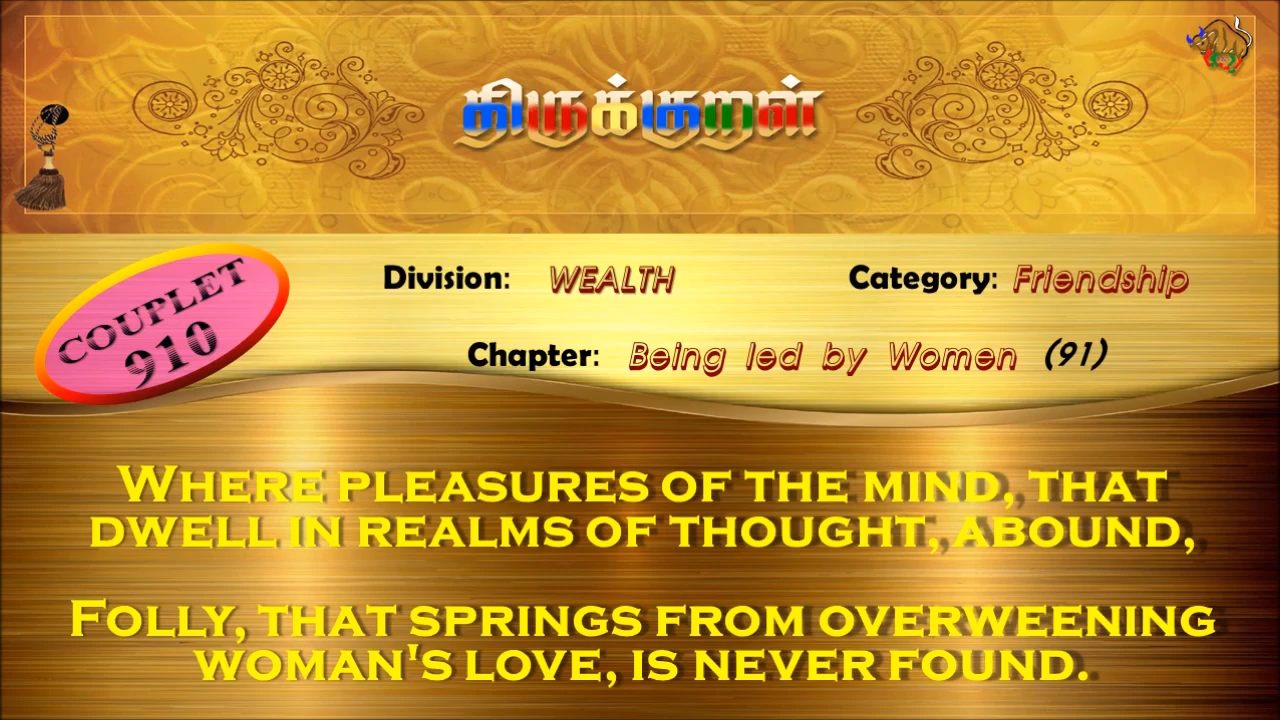 திருக்குறள்
COUPLET
910
Division: WEALTH Category: Friendship
Chapter: Being led by Women (91)
WHERE PLEASURES OF THE MIND, THAT
DWELL IN REALMS OF THOUGHT, ABOUND,
FOLLY, THAT SPRINGS FROM OVERWEENING
WOMAN'S LOVE, IS NEVER FOUND.